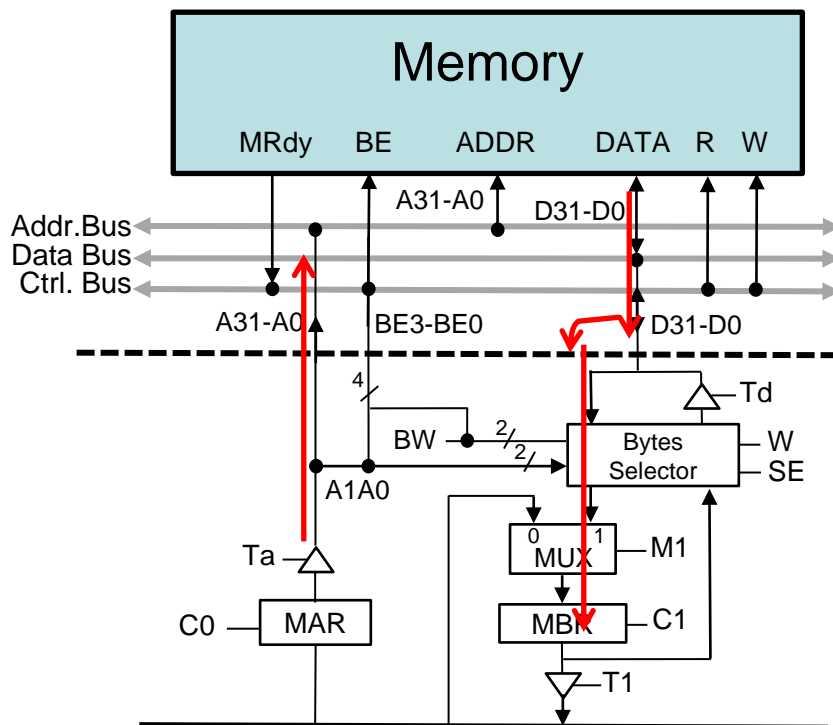 Memory
MRdy BE ADDR DATA R W
A31-A0 D31-D0
Addr.Bus
Data Bus
Ctrl. Bus
A31-A0 BE3-BE0 D31-D0
4
Td
BW 2 Bytes W
2 Selector SE
A1A0
0 1
Ta MUX M1
C0 MAR MBR C1
T1